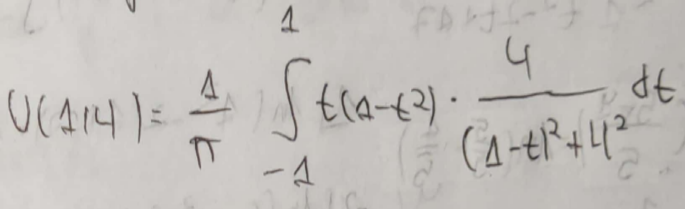 U(1,4) = 1/π ∫_{-1}^{1} t(1-t²) · 4/((1-t)²+4²) dt